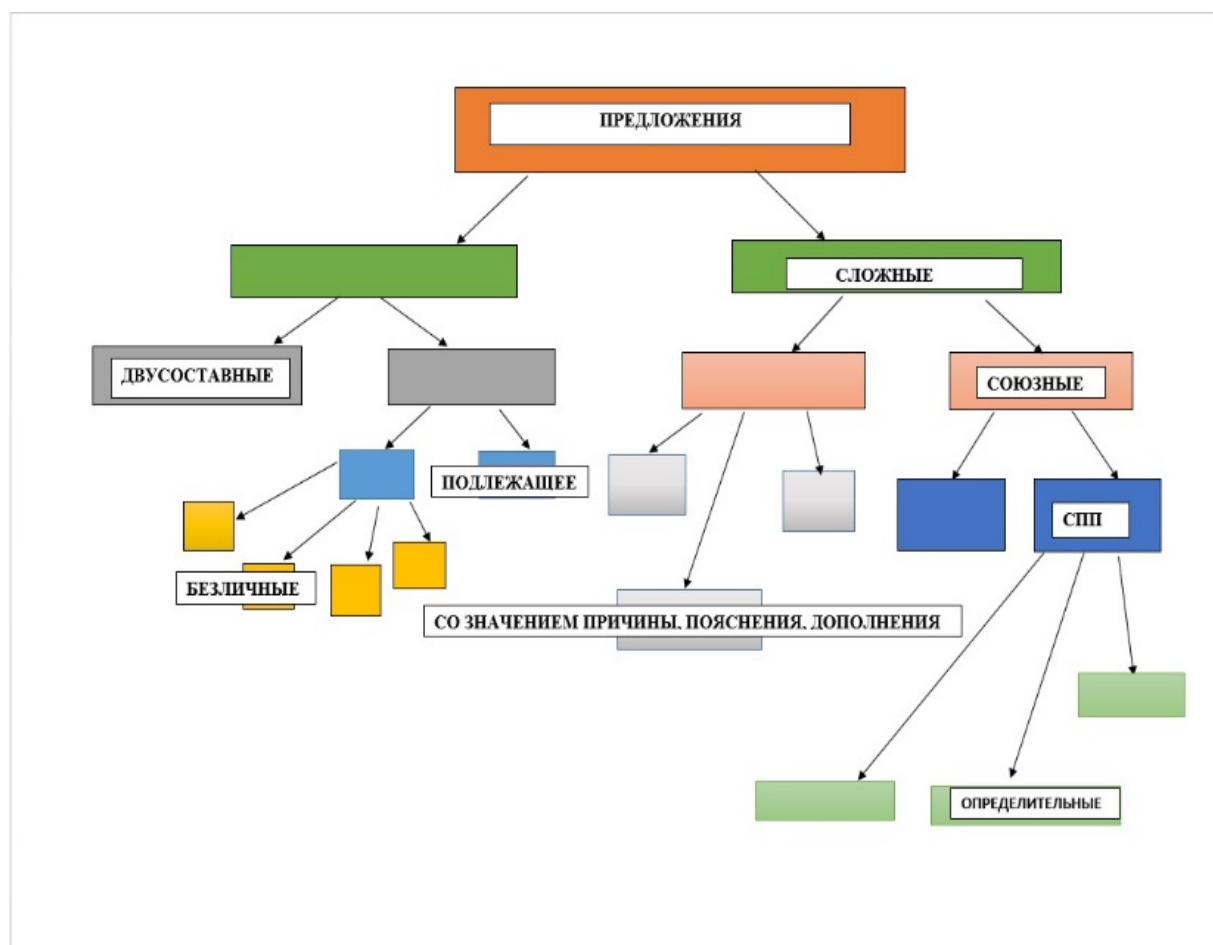 ПРЕДЛОЖЕНИЯ
СЛОЖНЫЕ
ДВУСОСТАВНЫЕ
СОЮЗНЫЕ
ПОДЛЕЖАЩЕЕ
СПП
БЕЗЛИЧНЫЕ
СО ЗНАЧЕНИЕМ ПРИЧИНЫ, ПОЯСНЕНИЯ, ДОПОЛНЕНИЯ
ОПРЕДЕЛИТЕЛЬНЫЕ